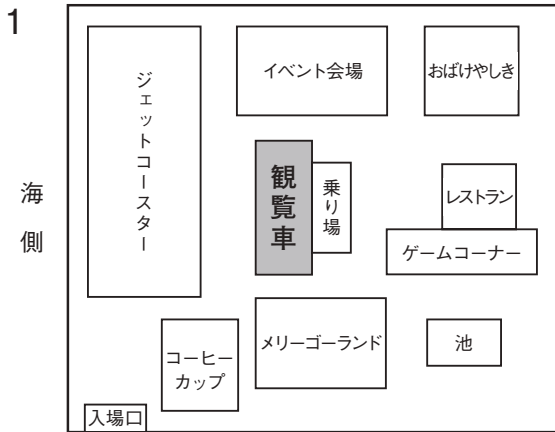 1
海側
ジェットコースター
イベント会場
おばけやしき
観覧車
乗り場
レストラン
ゲームコーナー
コーヒー
カップ
メリーゴーランド
池
入場口